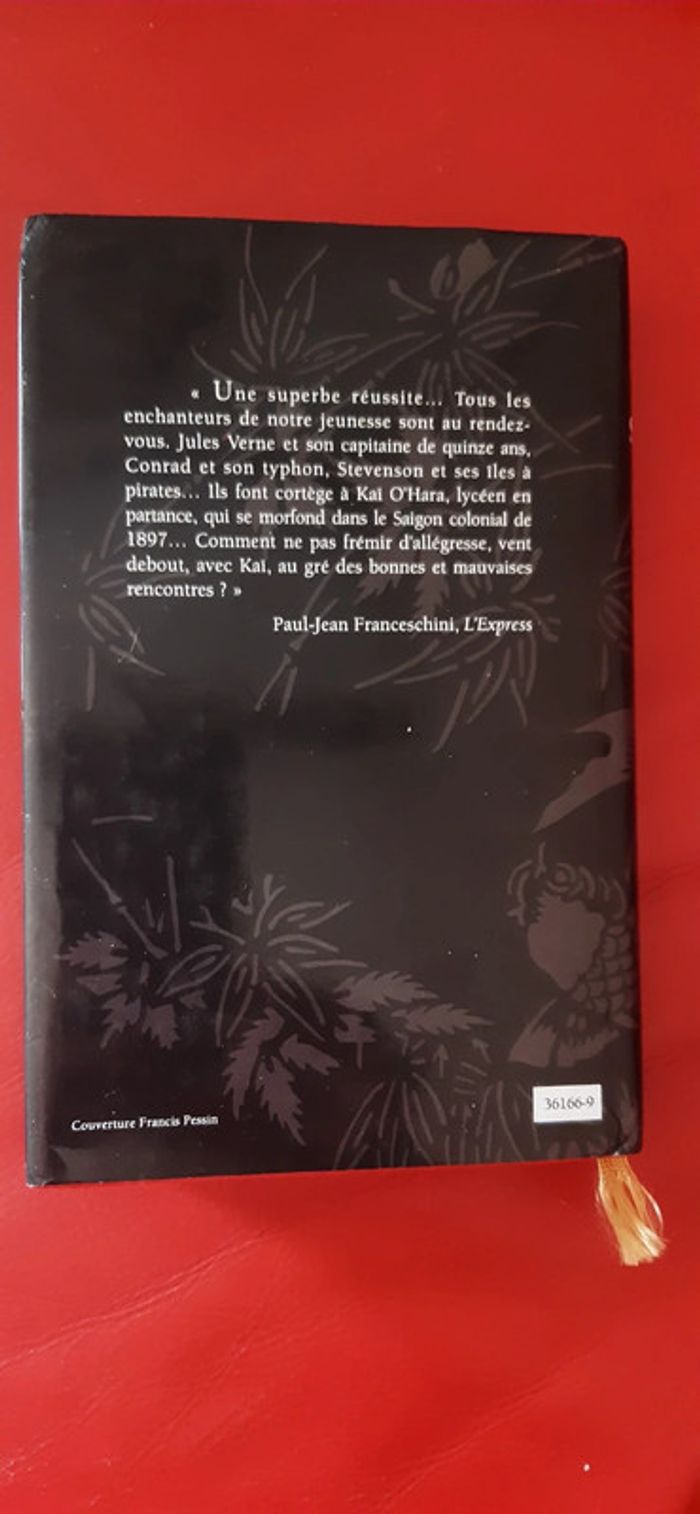 « Une superbe réussite... Tous les
enchanteurs de notre jeunesse sont au rendez-
vous. Jules Verne et son capitaine de quinze ans,
Conrad et son typhon, Stevenson et ses îles à
pirates... Ils font cortège à Kaï O'Hara, lycéen en
partance, qui se morfond dans le Saigon colonial de
1897... Comment ne pas frémir d'allégresse, vent
debout, avec Kaï, au gré des bonnes et mauvaises
rencontres ? »
Paul-Jean Franceschini, L'Express
Couverture Francis Pessin
36166-9